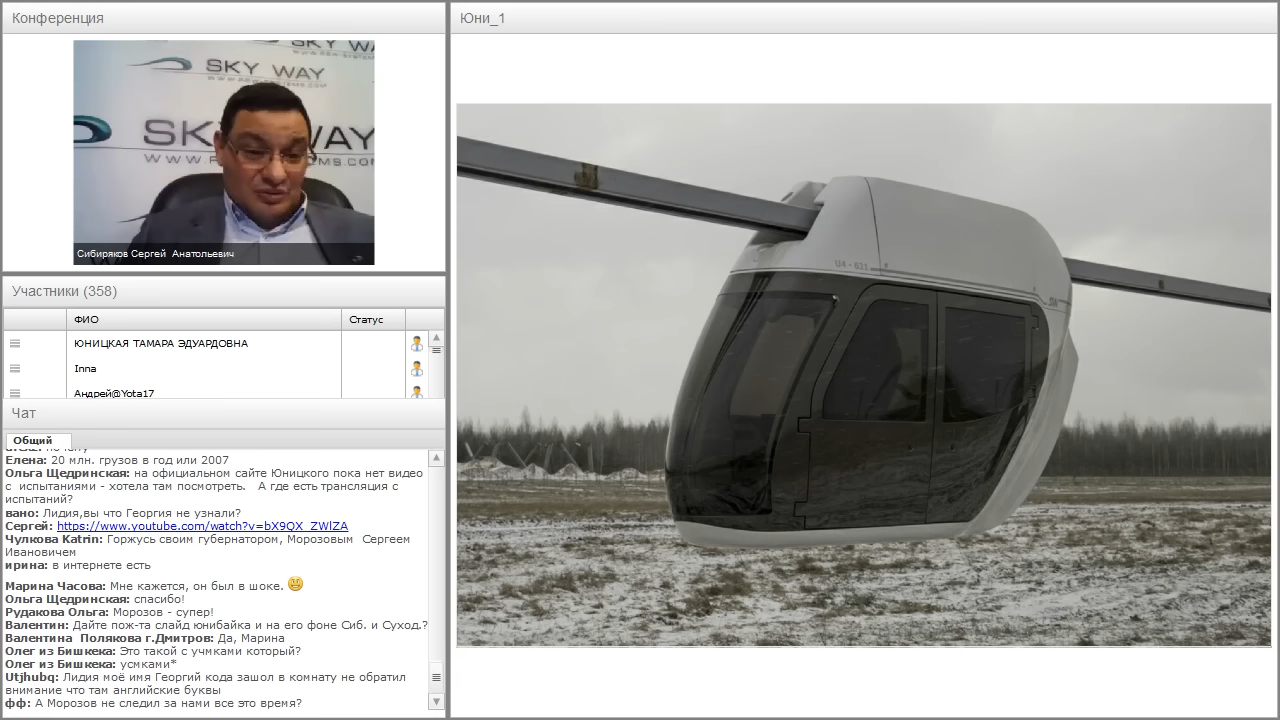 Конференция
SKY WAY
SKY WAY
SKY WAY
Сибиряков Сергей Анатольевич
Участники (358)
ФИО
Статус
ЮНИЦКАЯ ТАМАРА ЭДУАРДОВНА
Inna
Андрей@Yota17
Чат
Общий
Елена: 20 млн. грузов в год или 2007
Ольга Щедринская: на официальном сайте Юницкого пока нет видео
с испытаниями - хотела там посмотреть. А где есть трансляция с
испытаний?
вано: Лидия,вы что Георгия не узнали?
Сергей: https://www.youtube.com/watch?v=bX9QX_ZWlZA
Чулкова Katrin: Горжусь своим губернатором, Морозовым Сергеем
Ивановичем
ирина: в интернете есть
Марина Часова: Мне кажется, он был в шоке.
Ольга Щедринская: спасибо!
Рудакова Ольга: Морозов - супер!
Валентин: Дайте пож-та слайд юнибайка и на его фоне Сиб. и Суход.?
Валентина Полякова г.Дмитров: Да, Марина
Олег из Бишкека: Это такой с учмками который?
Олег из Бишкека: усмками*
Utjhubq: Лидия моё имя Георгий кода зашол в комнату не обратил
внимание что там английские буквы
фф: А Морозов не следил за нами все это время?
Юни_1
U4-621